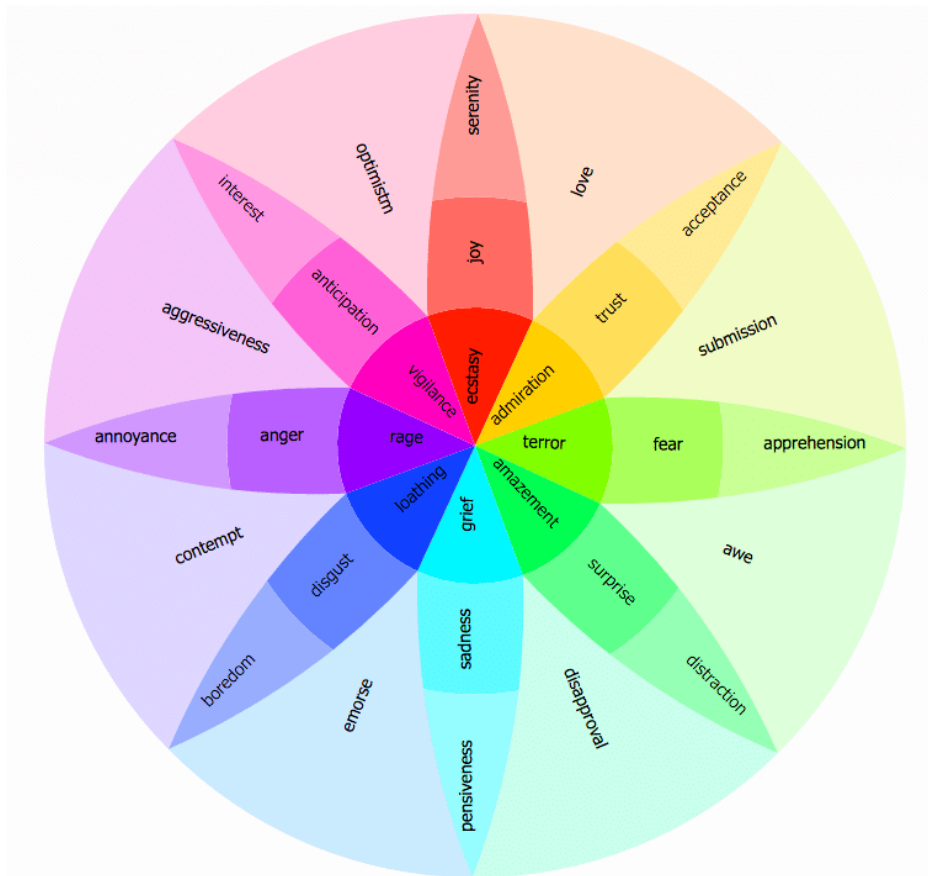 serenity
optimistm
love
interest
acceptance
joy
anticipation
trust
aggressiveness
submission
vigilance
ecstasy
admiration
annoyance
anger
rage
terror
fear
apprehension
loathing
grief
amazement
contempt
awe
disgust
surprise
boredom
sadness
distraction
emorse
disapproval
pensiveness